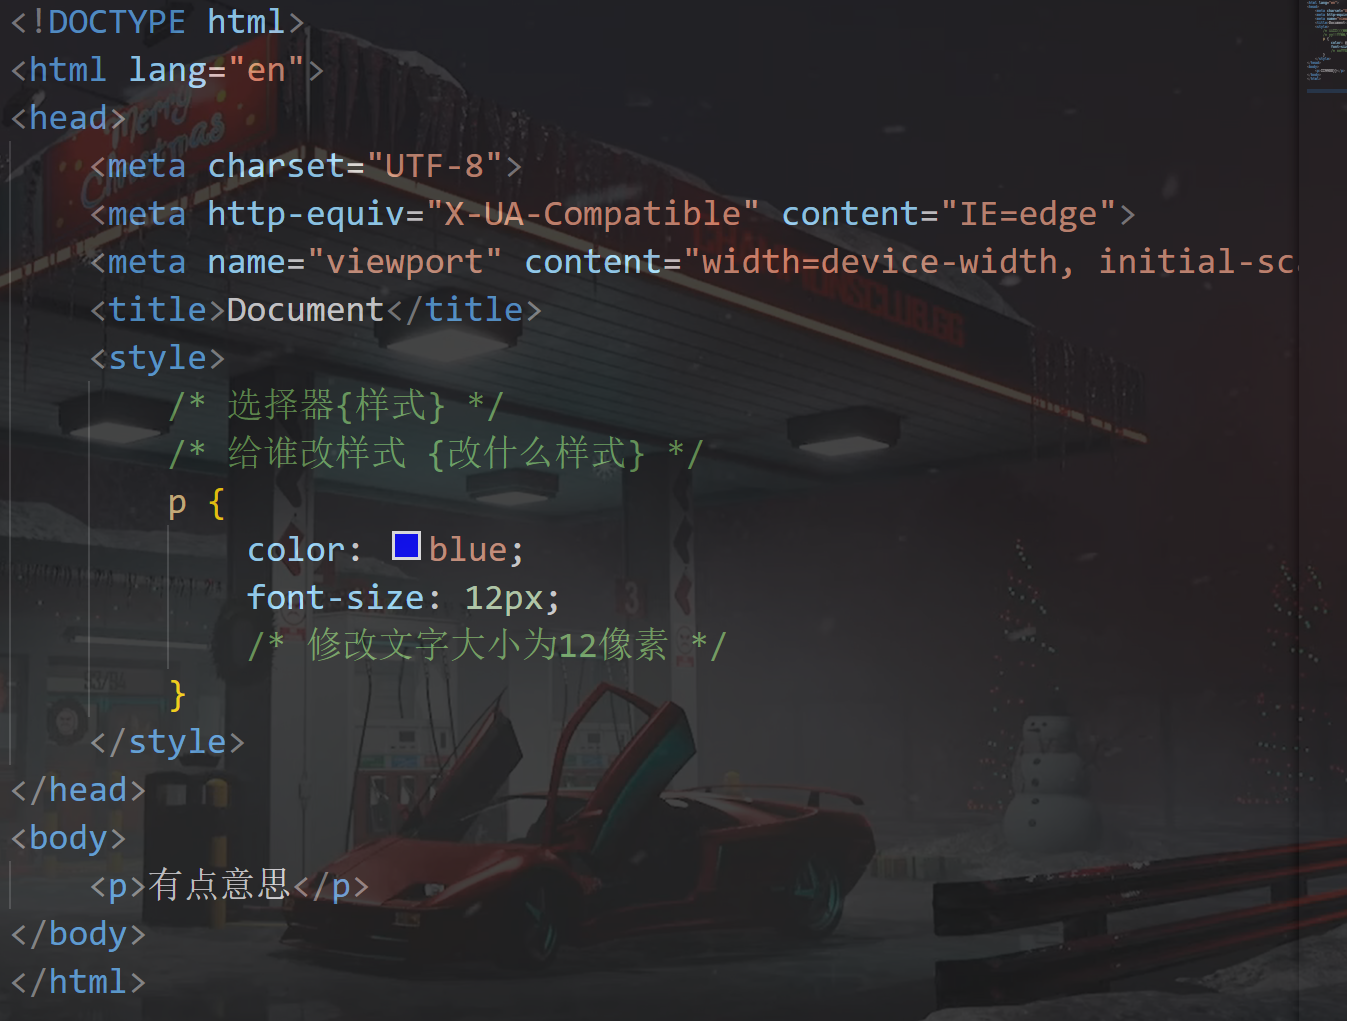 <!DOCTYPE html>
<html lang="en">
<head>
    <meta charset="UTF-8">
    <meta http-equiv="X-UA-Compatible" content="IE=edge">
    <meta name="viewport" content="width=device-width, initial-sc
    <title>Document</title>
    <style>
        /* 选择器{样式} */
        /* 给谁改样式 {改什么样式} */
        p {
            color: blue;
            font-size: 12px;
            /* 修改文字大小为12像素 */
        }
    </style>
</head>
<body>
    <p>有点意思</p>
</body>
</html>
Merry
Christmas
3